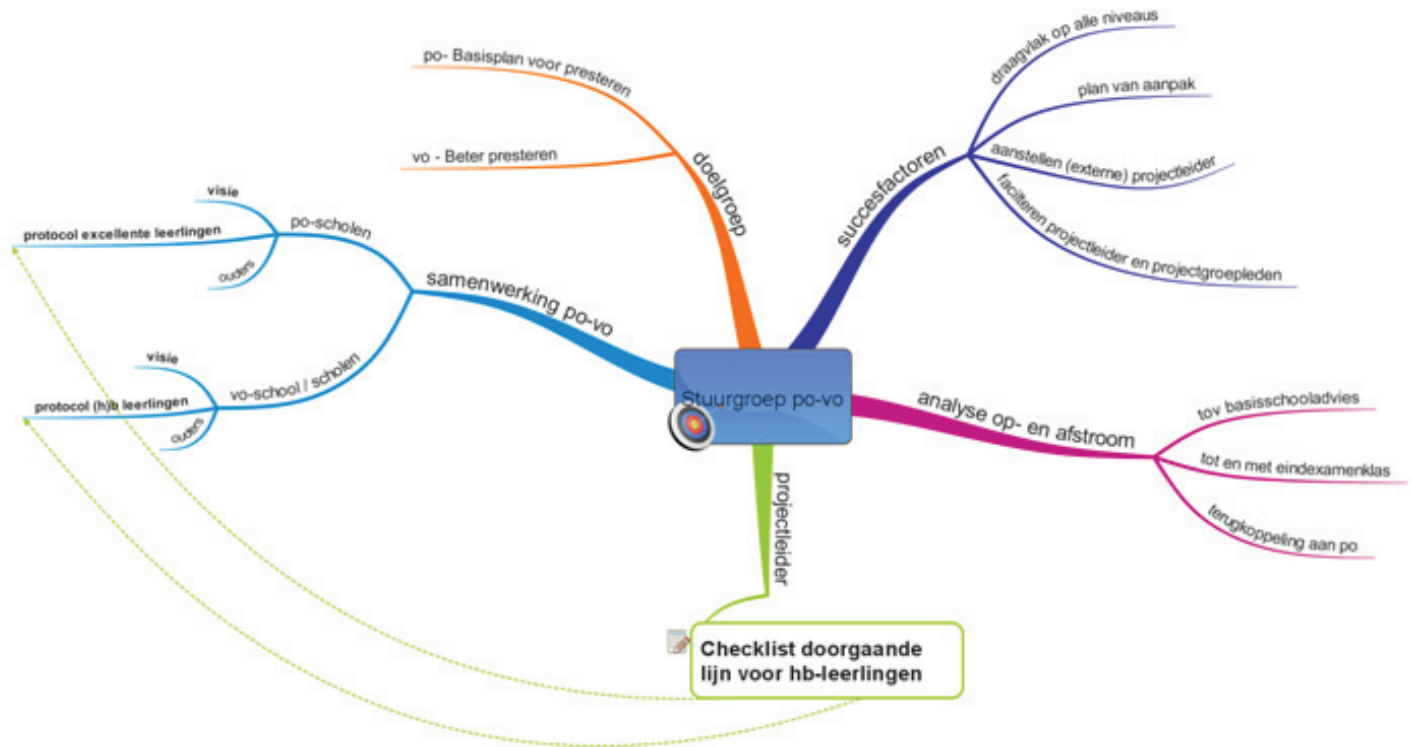 po- Basisplan voor presteren
vo - Beter presteren
doelgroep
draagvlak op alle niveaus
plan van aanpak
aanstellen (externe) projectleider
faciliteren projectleider en projectgroepleden
succesfactoren
visie
protocol excellente leerlingen
ouders
po-scholen
samenwerking po-vo
visie
protocol (h)b leerlingen
ouders
vo-school / scholen
Stuurgroep po-vo
analyse op- en afstroom
tov basisschooladvies
tot en met eindexamenklas
terugkoppeling aan po
projectleider
Checklist doorgaande
lijn voor hb-leerlingen